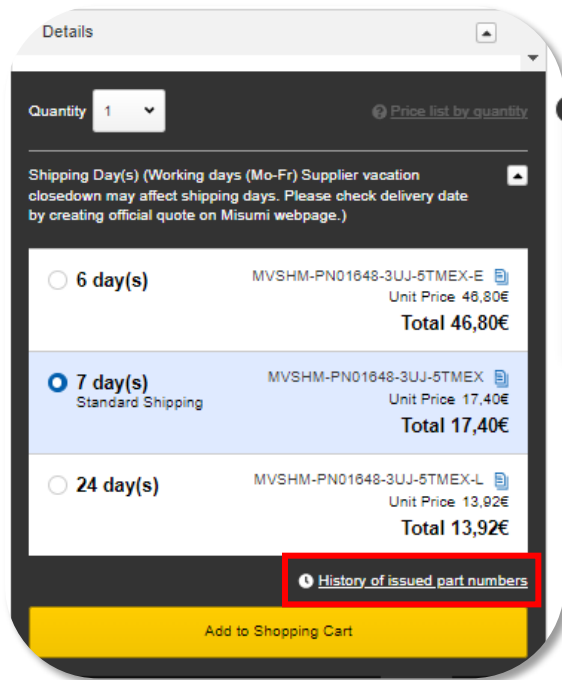 Details
Quantity 1 Price list by quantity
Shipping Day(s) (Working days (Mo-Fr) Supplier vacation
closedown may affect shipping days. Please check delivery date
by creating official quote on Misumi webpage.)
6 day(s) MVSHM-PN01648-3UJ-5TMEX-E
Unit Price 46,80€
Total 46,80€
7 day(s) MVSHM-PN01648-3UJ-5TMEX
Standard Shipping Unit Price 17,40€
Total 17,40€
24 day(s) MVSHM-PN01648-3UJ-5TMEX-L
Unit Price 13,92€
Total 13,92€
History of issued part numbers
Add to Shopping Cart